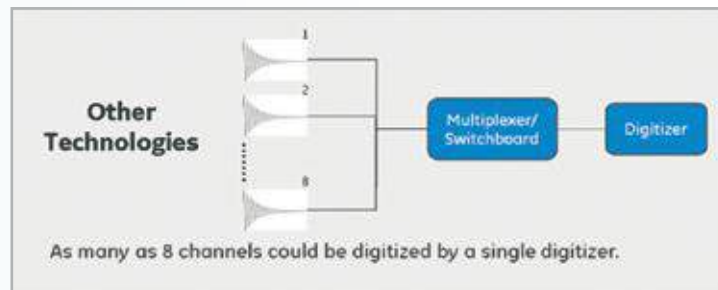 1
2
Other
Technologies
Multiplexer/
Switchboard
Digitizer
8
As many as 8 channels could be digitized by a single digitizer.